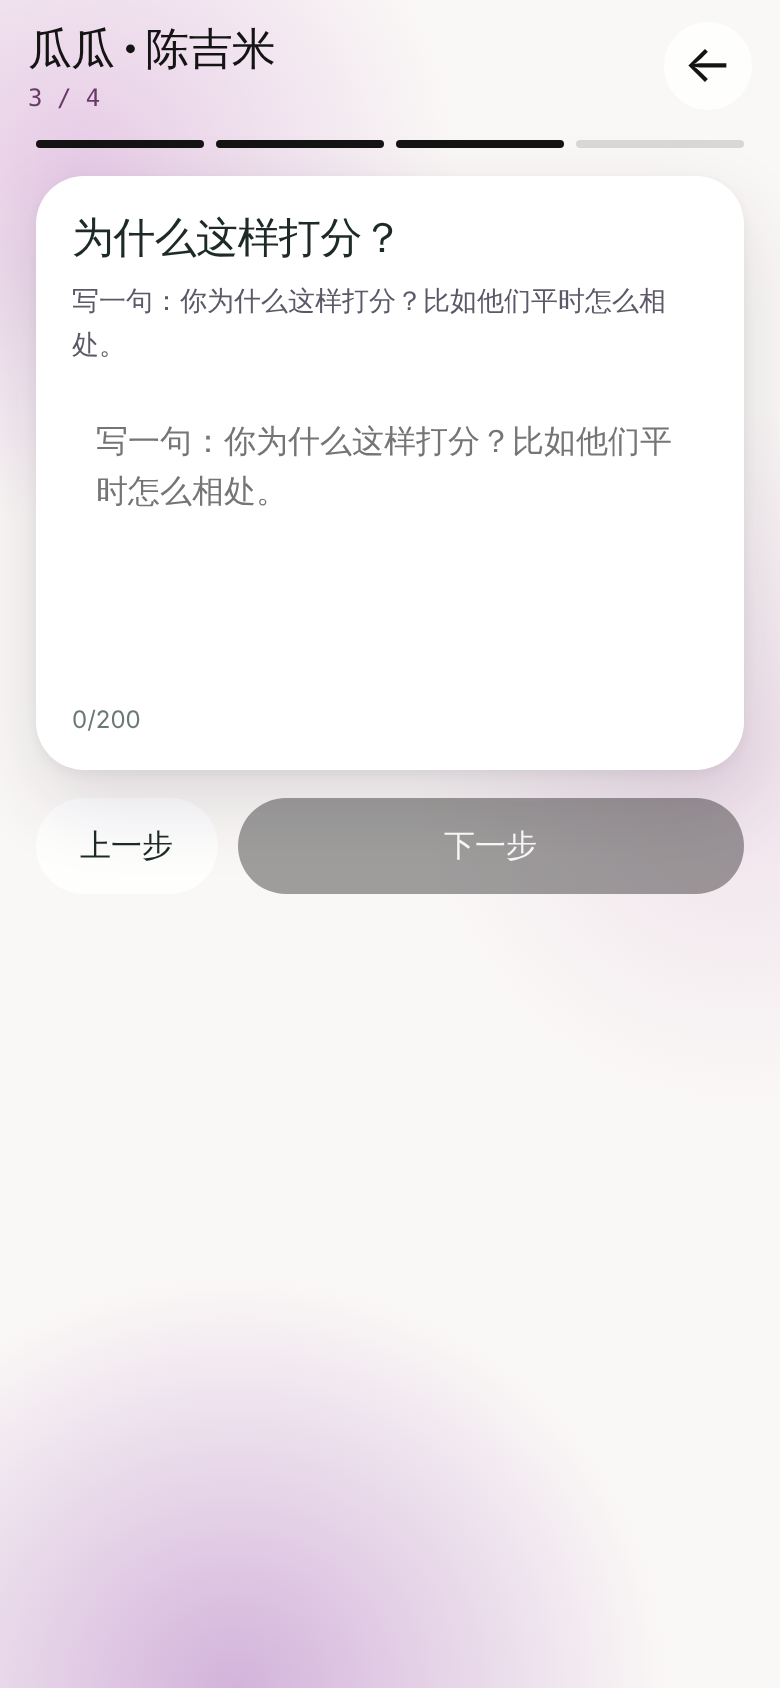 瓜瓜 · 陈吉米
3 / 4
为什么这样打分？
写一句：你为什么这样打分？比如他们平时怎么相
处。
写一句：你为什么这样打分？比如他们平
时怎么相处。
0/200
上一步
下一步